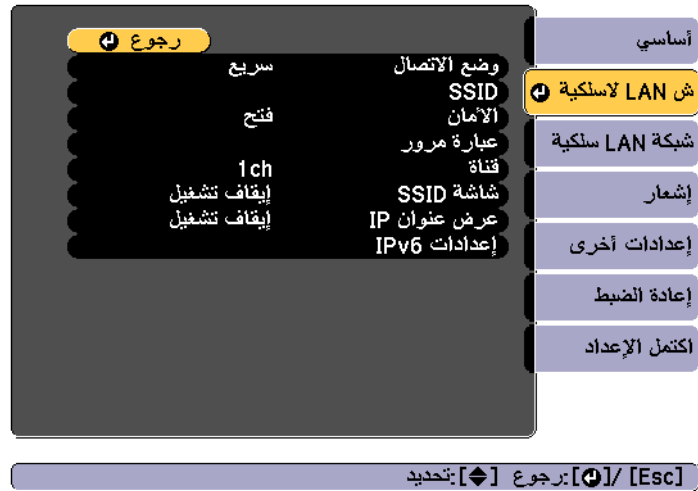 أساسي
ش LAN لاسلكية
شبكة LAN سلكية
إشعار
إعدادات أخرى
إعادة الضبط
اكتمل الإعداد
رجوع
وضع الاتصال سريع
SSID
الأمان فتح
عبارة مرور
قناة 1ch
شاشة SSID إيقاف تشغيل
عرض عنوان IP إيقاف تشغيل
إعدادات IPv6
[Esc] /[⏎]:رجوع [◆]:تحديد